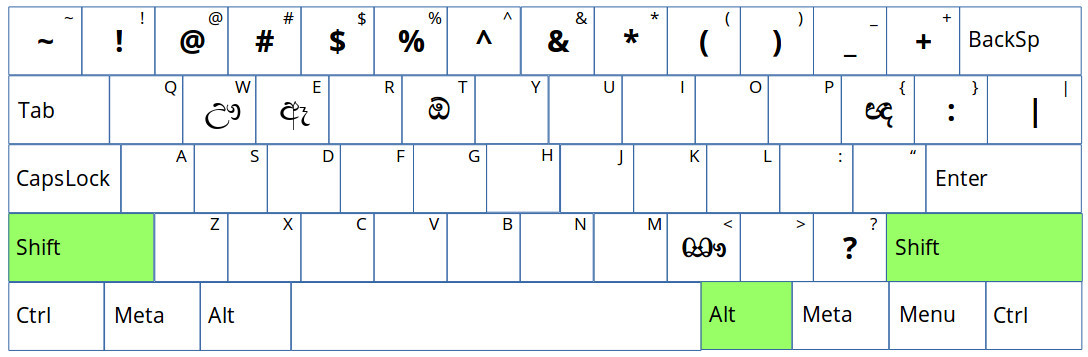 ~ ! @ # $ % ^ & * ( ) _ +
~ ! @ # $ % ^ & * ( ) _ + BackSp
Q W E R T Y U I O P { } |
Tab ඌ ඈ ඕ ඥ : |
A S D F G H J K L : “
CapsLock Enter
Z X C V B N M < > ?
Shift ඐ ? Shift
Ctrl Meta Alt Alt Meta Menu Ctrl